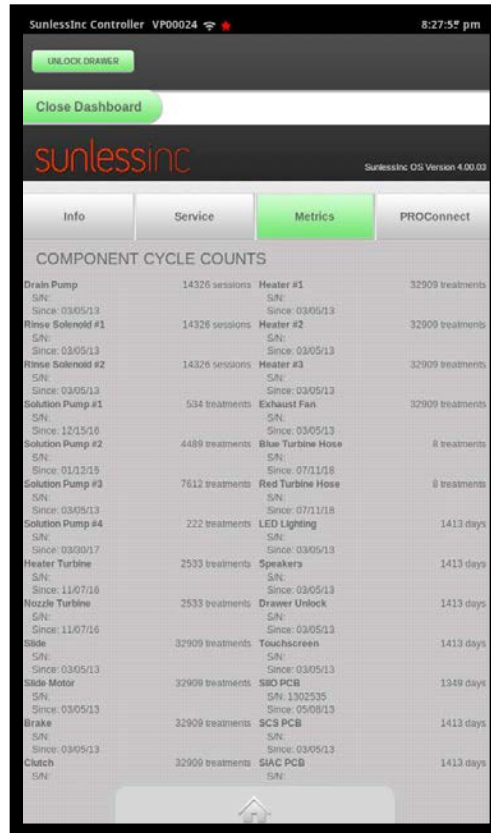 SunlessInc Controller VP00024 8:27:5" pm
UNLOCK DRAWER
Close Dashboard
sunlessinc
SunlessInc OS Version 4.00.03
Info Service Metrics PROConnect
COMPONENT CYCLE COUNTS
Drain Pump 14326 sessions
S/N:
Since: 03/05/13
Rinse Solenoid #1 14326 sessions
S/N:
Since: 03/05/13
Rinse Solenoid #2 14326 sessions
S/N:
Since: 03/05/13
Solution Pump #1 534 treatments
S/N:
Since: 12/15/16
Solution Pump #2 4489 treatments
S/N:
Since: 01/12/15
Solution Pump #3 7612 treatments
S/N:
Since: 03/05/13
Solution Pump #4 222 treatments
S/N:
Since: 03/30/17
Heater Turbine 2533 treatments
S/N:
Since: 11/07/16
Nozzle Turbine 2533 treatments
S/N:
Since: 11/07/16
Slide 32909 treatments
S/N:
Since: 03/05/13
Slide Motor 32909 treatments
S/N:
Since: 03/05/13
Brake 32909 treatments
S/N:
Since: 03/05/13
Clutch 32909 treatments
S/N:
Heater #1 32909 treatments
S/N:
Since: 03/05/13
Heater #2 32909 treatments
S/N:
Since: 03/05/13
Heater #3 32909 treatments
S/N:
Since: 03/05/13
Exhaust Fan 32909 treatments
S/N:
Since: 03/05/13
Blue Turbine Hose 8 treatments
S/N:
Since: 07/11/18
Red Turbine Hose 8 treatments
S/N:
Since: 07/11/18
LED Lighting 1413 days
S/N:
Since: 03/05/13
Speakers 1413 days
S/N:
Since: 03/05/13
Drawer Unlock 1413 days
S/N:
Since: 03/05/13
Touchscreen 1413 days
S/N:
Since: 03/05/13
SIIO PCB 1349 days
S/N: 1302535
Since: 05/08/13
SCS PCB 1413 days
S/N:
Since: 03/05/13
SIAC PCB 1413 days
S/N: